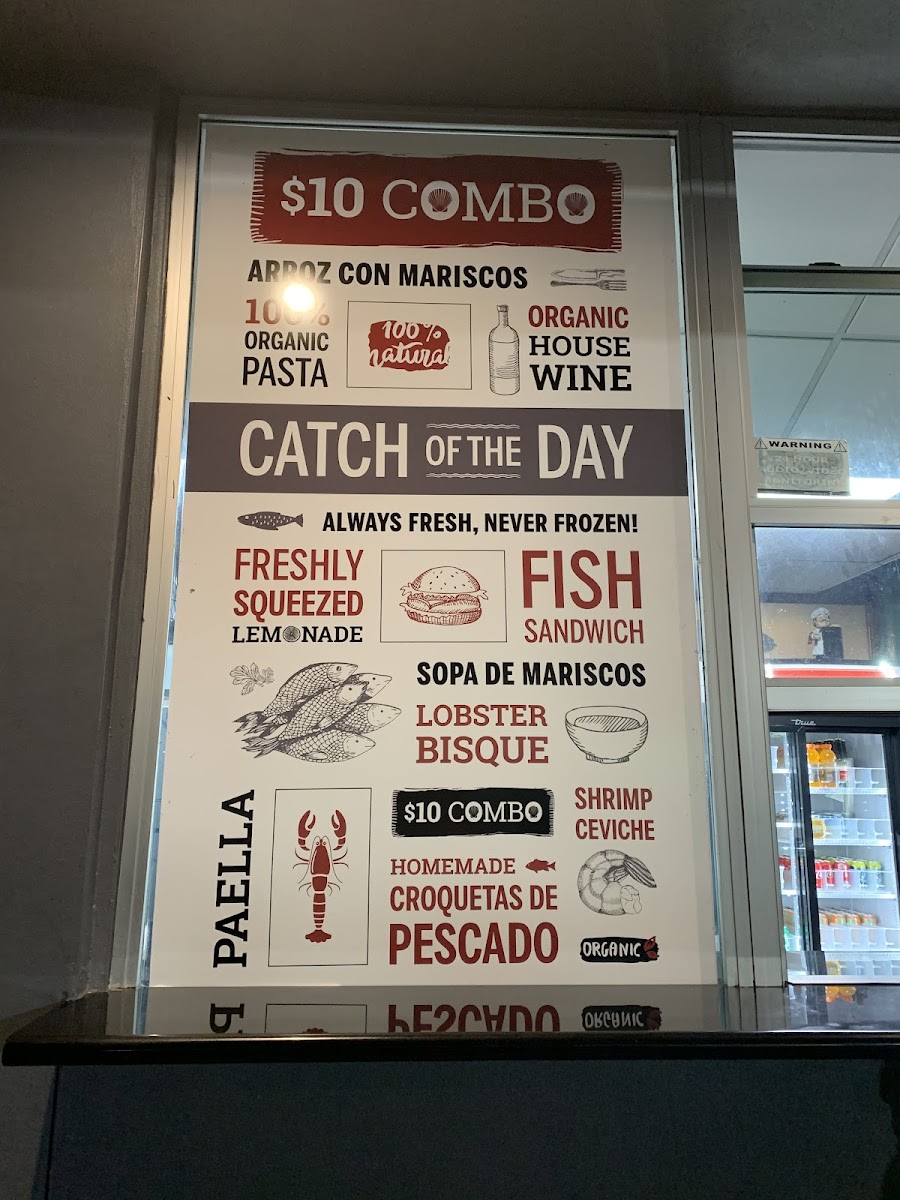 $10 COMBO
ARROZ CON MARISCOS
100%
ORGANIC
PASTA
100%
natural
ORGANIC
HOUSE
WINE
CATCH OF THE DAY
ALWAYS FRESH, NEVER FROZEN!
FRESHLY
SQUEEZED
LEMONADE
FISH
SANDWICH
SOPA DE MARISCOS
LOBSTER
BISQUE
PAELLA
$10 COMBO
SHRIMP
CEVICHE
HOMEMADE
CROQUETAS DE
PESCADO
ORGANIC
WARNING
true